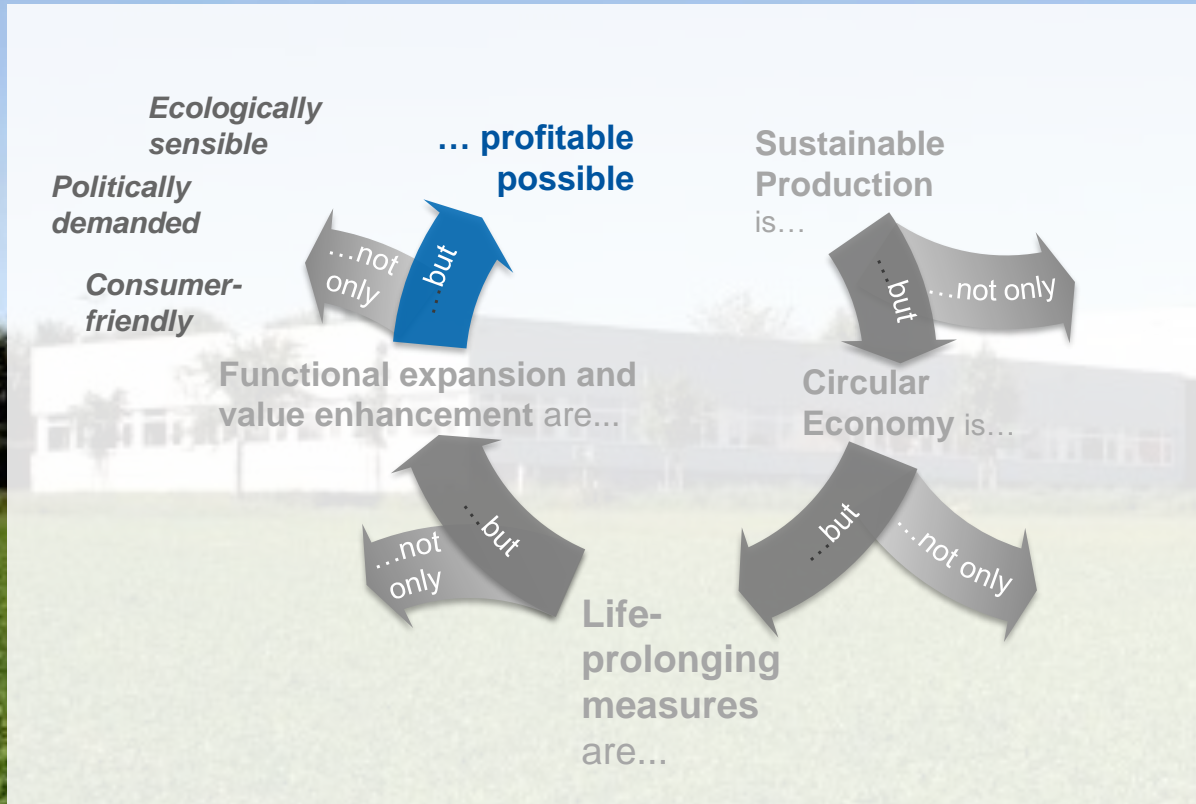 Ecologically
sensible
Politically
demanded
Consumer-
friendly
… profitable
possible
…not
only
…but
Functional expansion and
value enhancement are...
Sustainable
Production
is…
…but
…not only
Circular
Economy is…
…but
…not only
…not
only
…but
Life-
prolonging
measures
are...